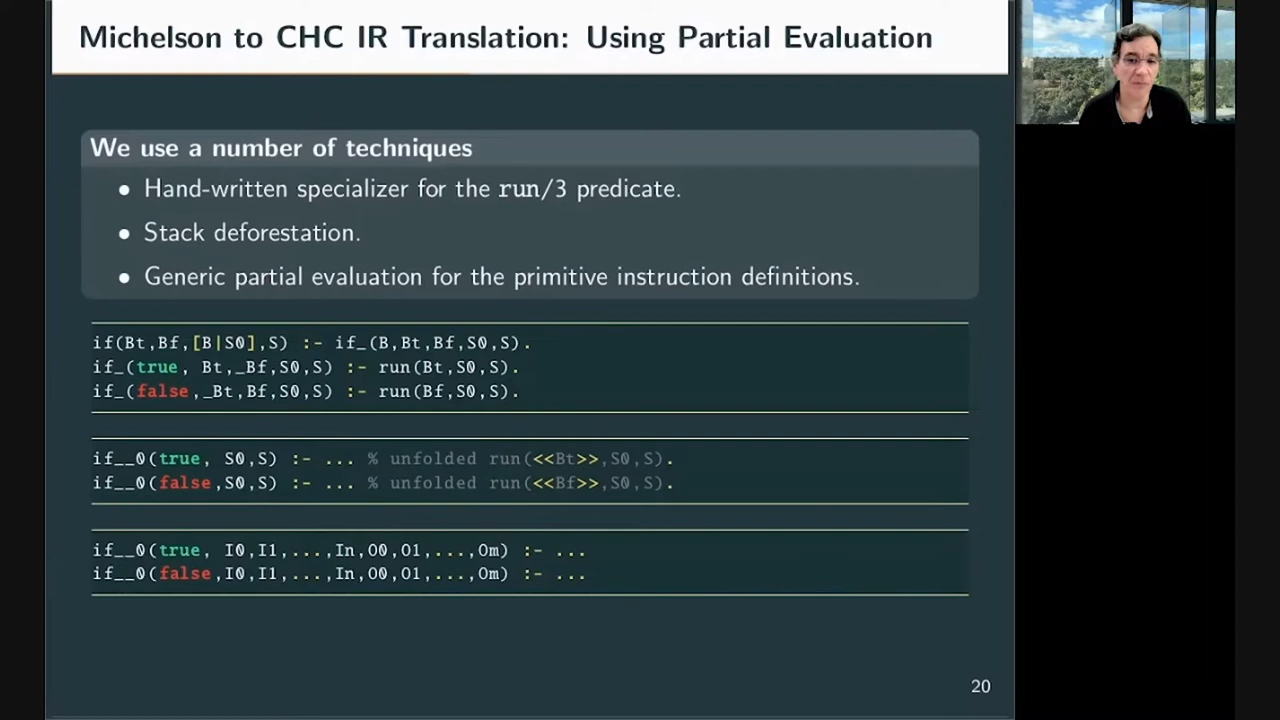 Michelson to CHC IR Translation: Using Partial Evaluation
We use a number of techniques
• Hand-written specializer for the run/3 predicate.
• Stack deforestation.
• Generic partial evaluation for the primitive instruction definitions.
if(Bt,Bf,[B|S0],S) :- if_(B,Bt,Bf,S0,S).
if_(true, Bt,_Bf,S0,S) :- run(Bt,S0,S).
if_(false,_Bt,Bf,S0,S) :- run(Bf,S0,S).
if__0(true, S0,S) :- ... % unfolded run(<<Bt>>,S0,S).
if__0(false,S0,S) :- ... % unfolded run(<<Bf>>,S0,S).
if__0(true, I0,I1,...,In,O0,O1,...,Om) :- ...
if__0(false,I0,I1,...,In,O0,O1,...,Om) :- ...
20